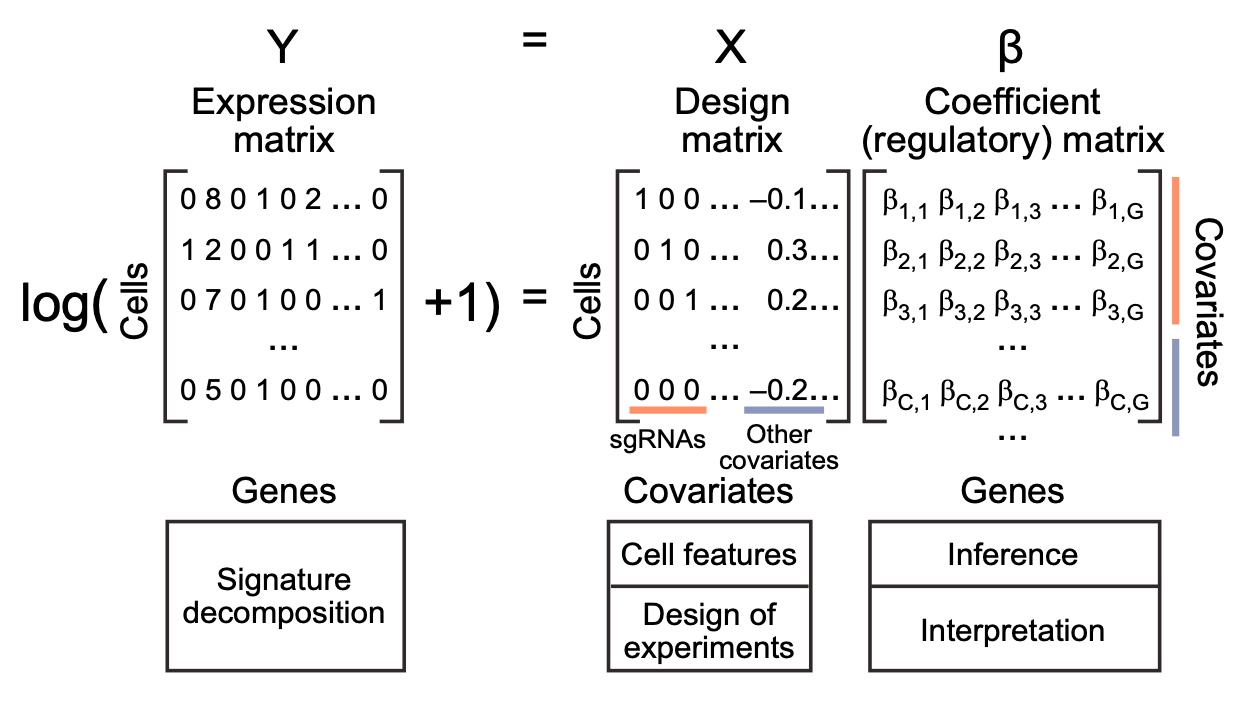 Y = X β
Expression matrix
Design matrix
Coefficient (regulatory) matrix
log( Cells
0 8 0 1 0 2 ... 0
1 2 0 0 1 1 ... 0
0 7 0 1 0 0 ... 1
...
0 5 0 1 0 0 ... 0
+1) =
Cells
1 0 0 ... –0.1...
0 1 0 ... 0.3...
0 0 1 ... 0.2...
...
0 0 0 ... –0.2...
sgRNAs
Other covariates
β1,1 β1,2 β1,3 ... β1,G
β2,1 β2,2 β2,3 ... β2,G
β3,1 β3,2 β3,3 ... β3,G
...
βC,1 βC,2 βC,3 ... βC,G
...
Covariates
Genes
Covariates
Genes
Signature decomposition
Cell features
Design of experiments
Inference
Interpretation